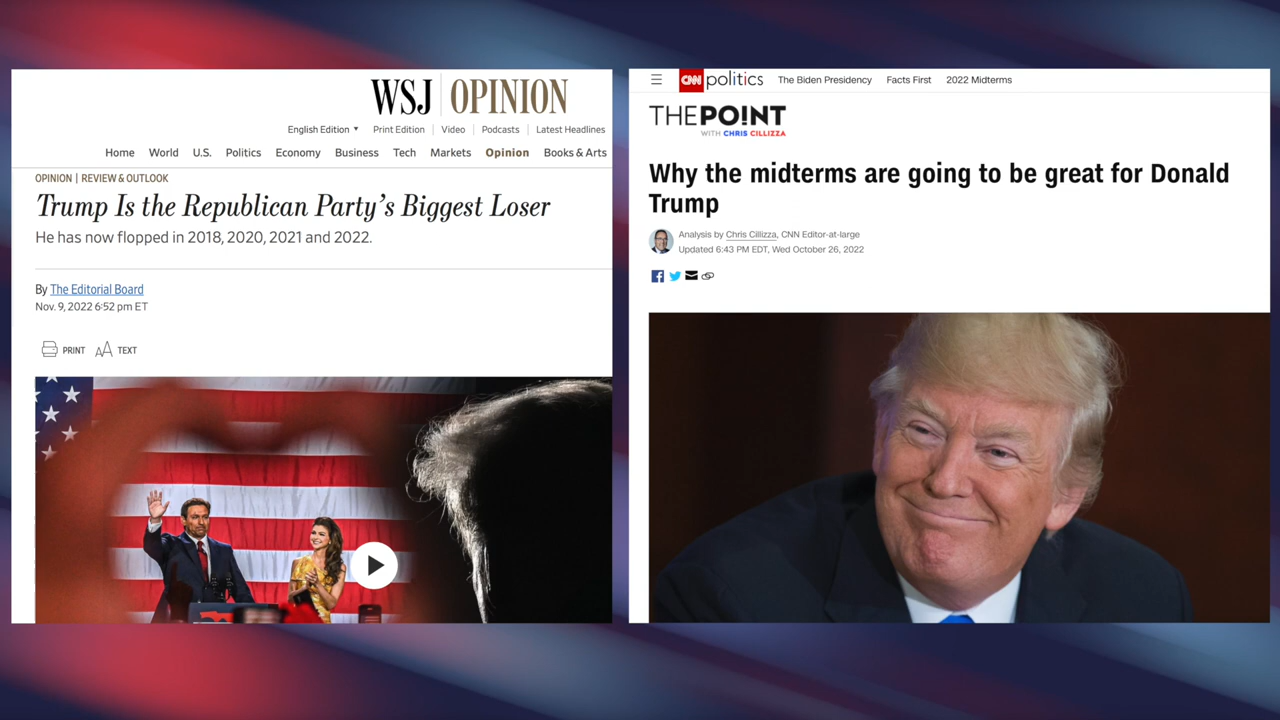 WSJ OPINION
English Edition ▼ Print Edition Video Podcasts Latest Headlines
Home World U.S. Politics Economy Business Tech Markets Opinion Books & Arts
OPINION | REVIEW & OUTLOOK
Trump Is the Republican Party's Biggest Loser
He has now flopped in 2018, 2020, 2021 and 2022.
By The Editorial Board
Nov. 9, 2022 6:52 pm ET
PRINT AA TEXT
CNN politics The Biden Presidency Facts First 2022 Midterms
THE PO!NT
WITH CHRIS CILLIZZA
Why the midterms are going to be great for Donald
Trump
Analysis by Chris Cillizza, CNN Editor-at-large
Updated 6:43 PM EDT, Wed October 26, 2022